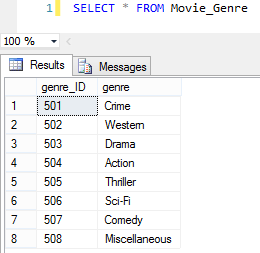 1 SELECT * FROM Movie_Genre
100 %
Results Messages
genre_ID genre
1 501 Crime
2 502 Western
3 503 Drama
4 504 Action
5 505 Thriller
6 506 Sci-Fi
7 507 Comedy
8 508 Miscellaneous